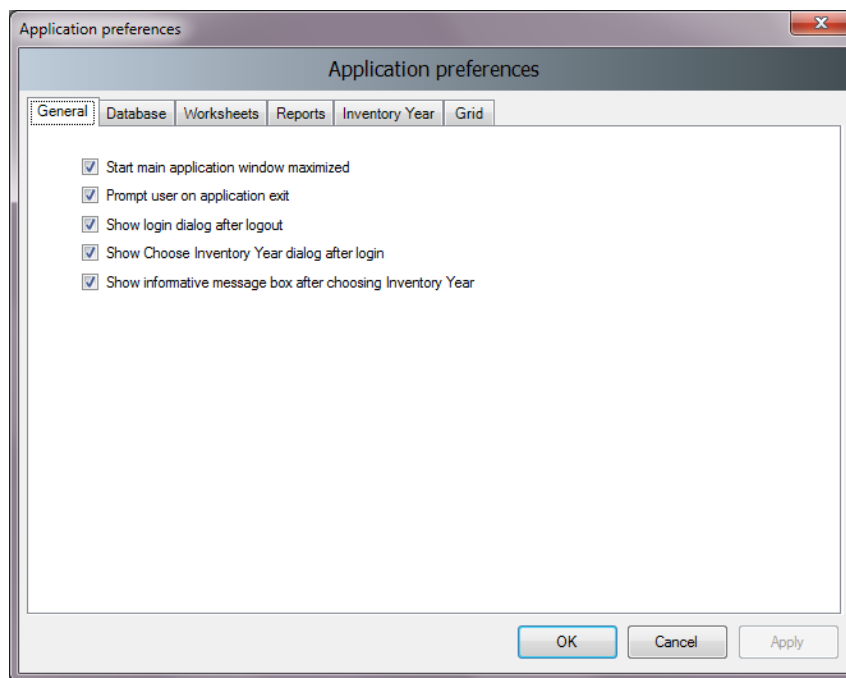 Application preferences
Application preferences
General Database Worksheets Reports Inventory Year Grid
Start main application window maximized
Prompt user on application exit
Show login dialog after logout
Show Choose Inventory Year dialog after login
Show informative message box after choosing Inventory Year
OK Cancel Apply